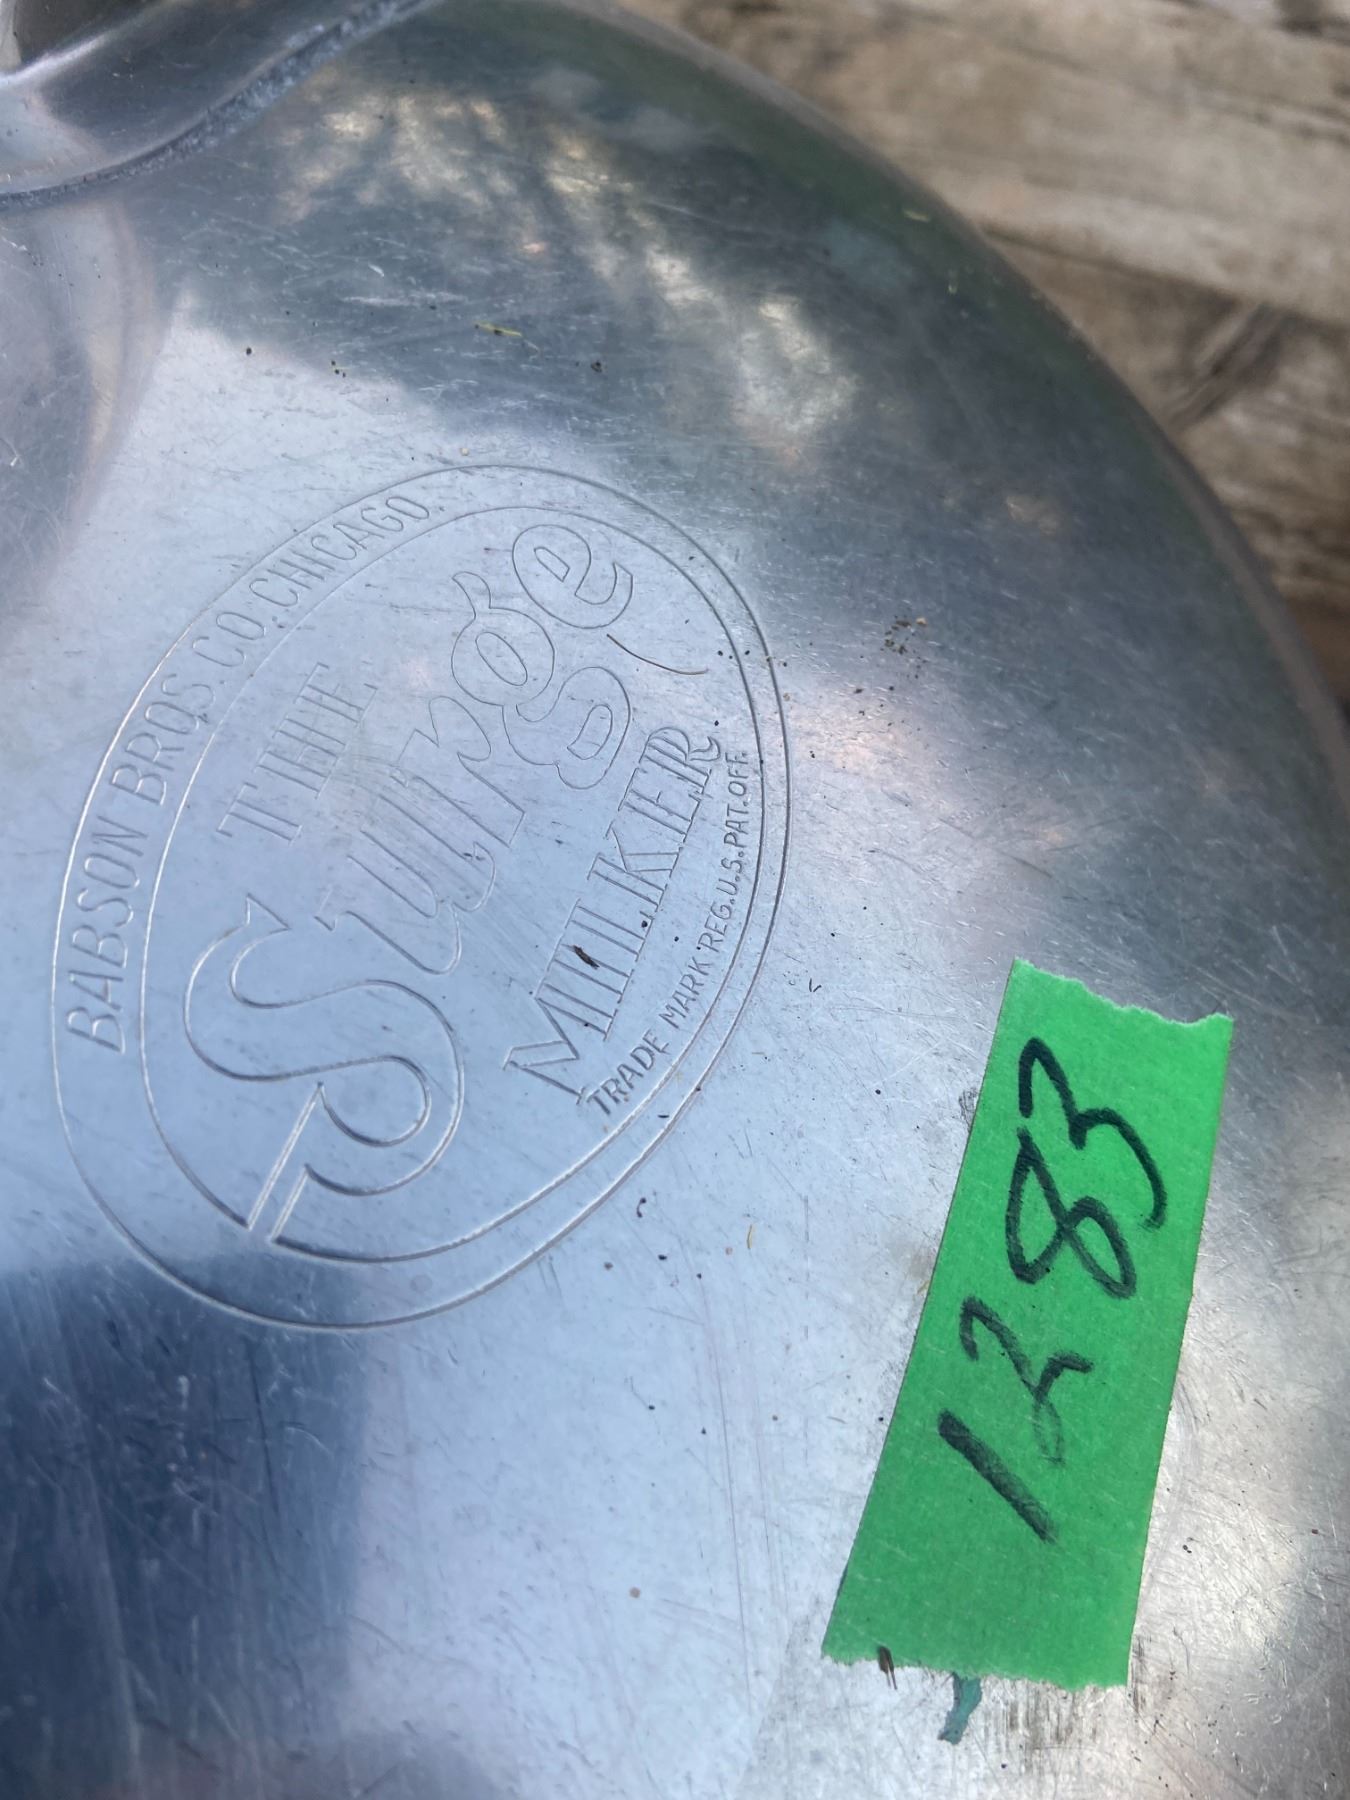 BABSON BROS. CO. CHICAGO.
THE
Surge
MILKER
TRADE MARK REG. U.S. PAT. OFF.
1283